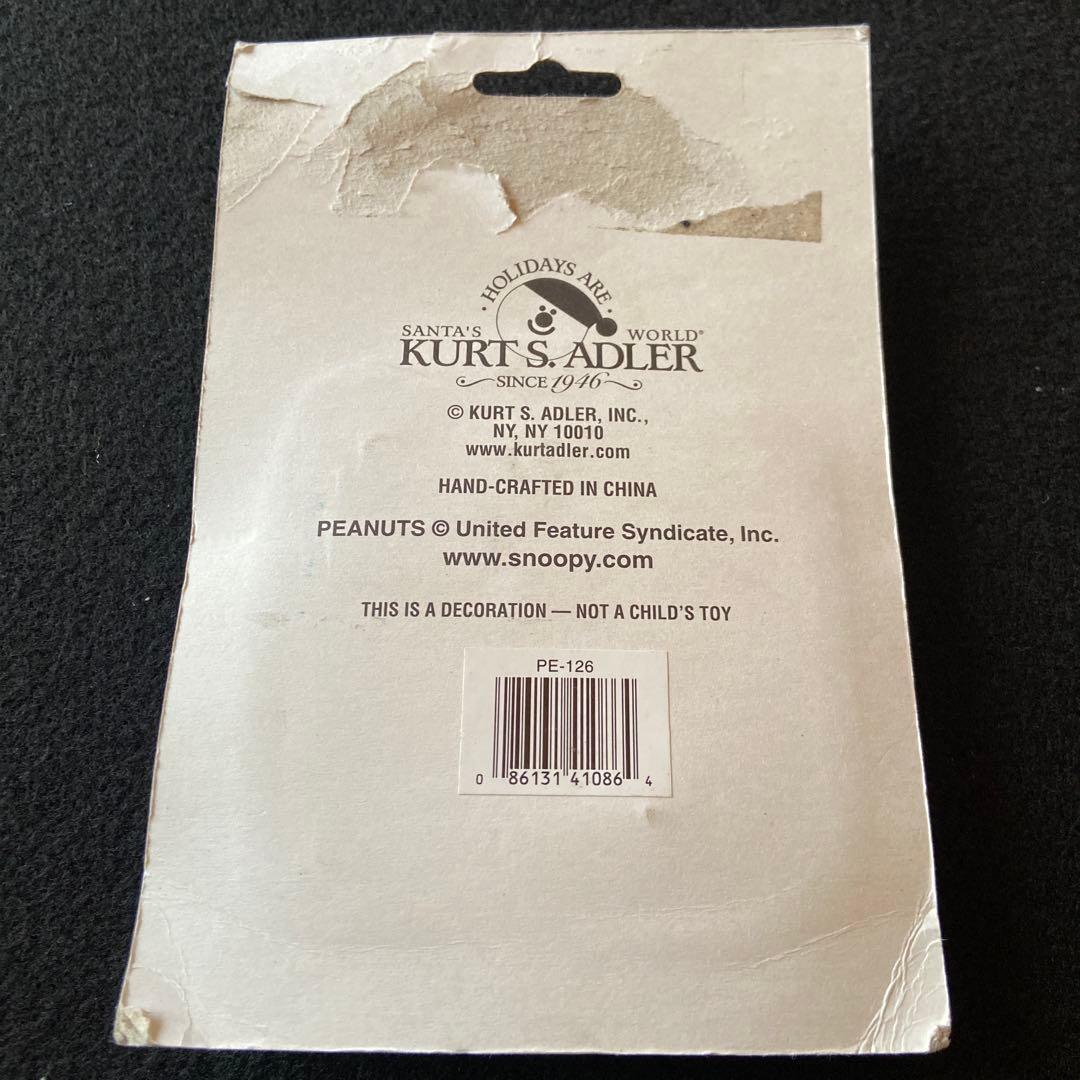 HOLIDAYS ARE
SANTA'S WORLD®
KURT S. ADLER
SINCE 1946
© KURT S. ADLER, INC.,
NY, NY 10010
www.kurtadler.com
HAND-CRAFTED IN CHINA
PEANUTS © United Feature Syndicate, Inc.
www.snoopy.com
THIS IS A DECORATION — NOT A CHILD'S TOY
PE-126
0 86131 41086 4